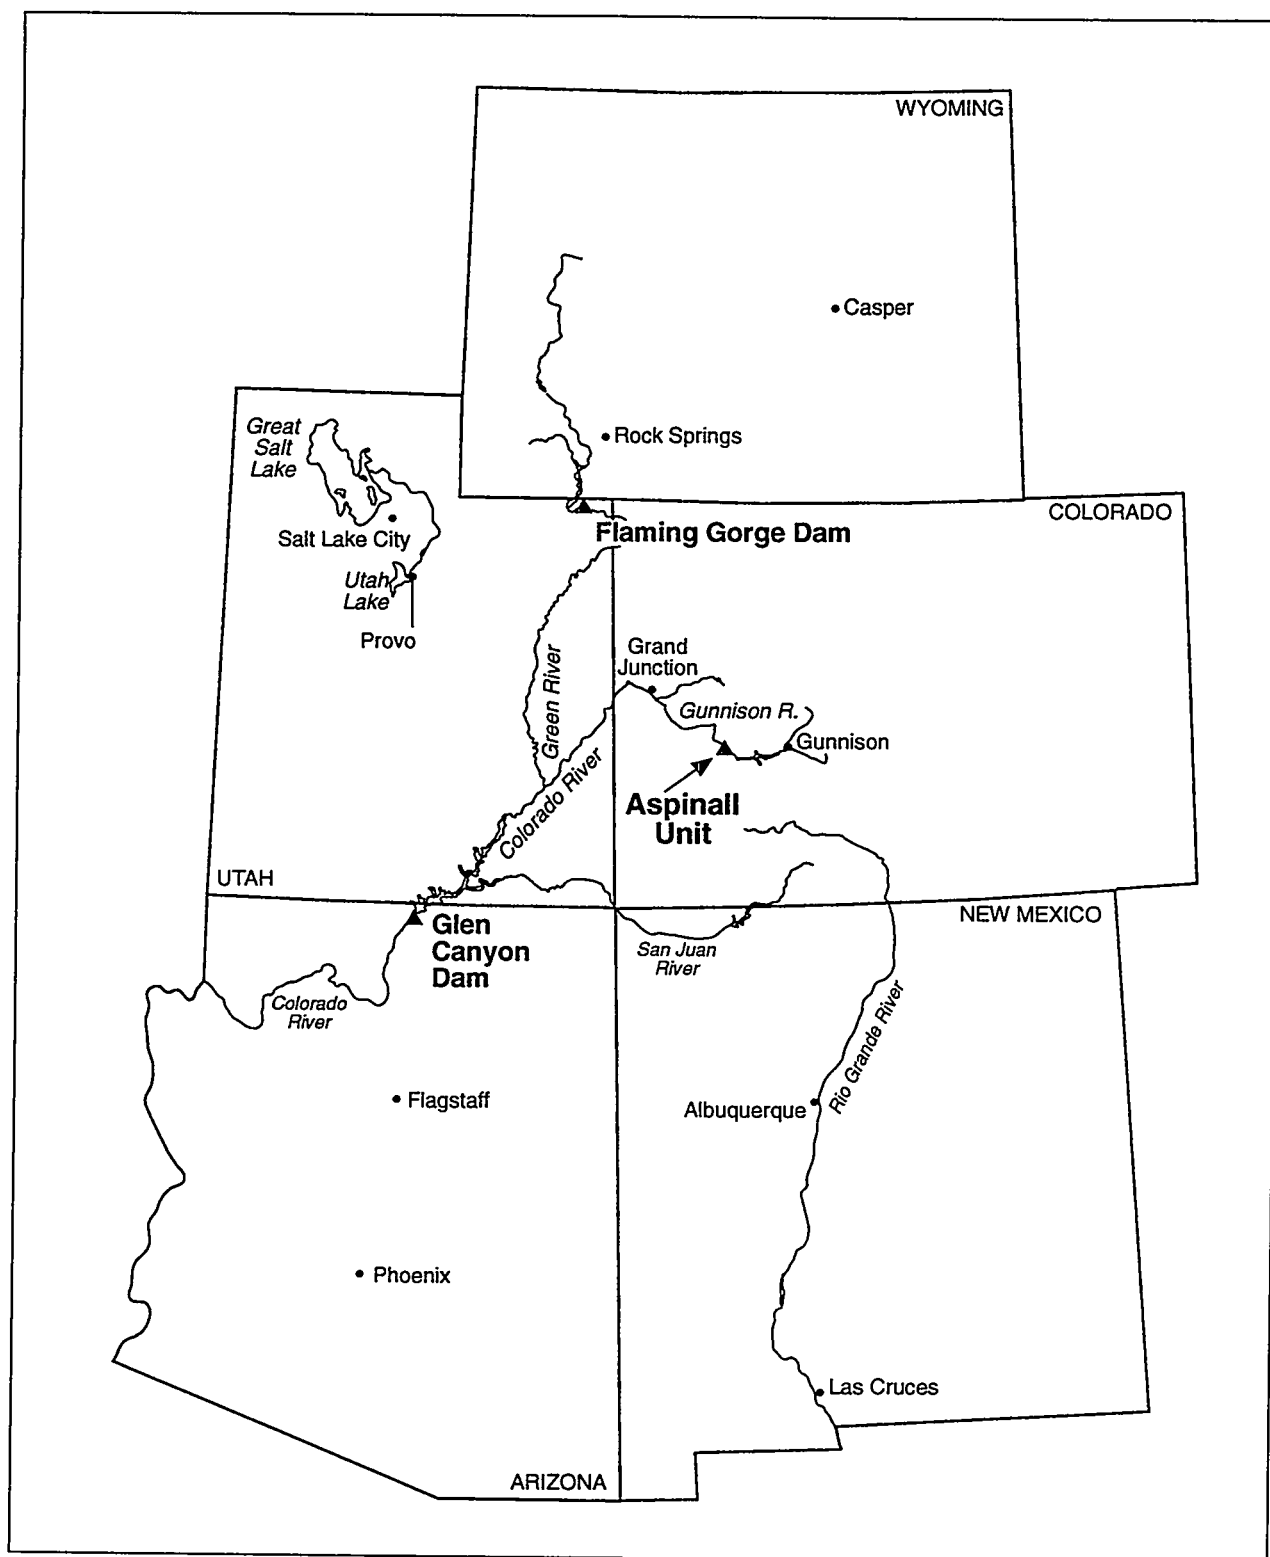 WYOMING
Casper
Great
Salt
Lake
Rock Springs
COLORADO
Salt Lake City
Flaming Gorge Dam
Utah
Lake
Provo
Grand
Junction
Green River
Gunnison R.
Gunnison
Colorado River
Aspinall
Unit
UTAH
NEW MEXICO
Glen
Canyon
Dam
San Juan
River
Colorado
River
Rio Grande River
Flagstaff
Albuquerque
Phoenix
Las Cruces
ARIZONA